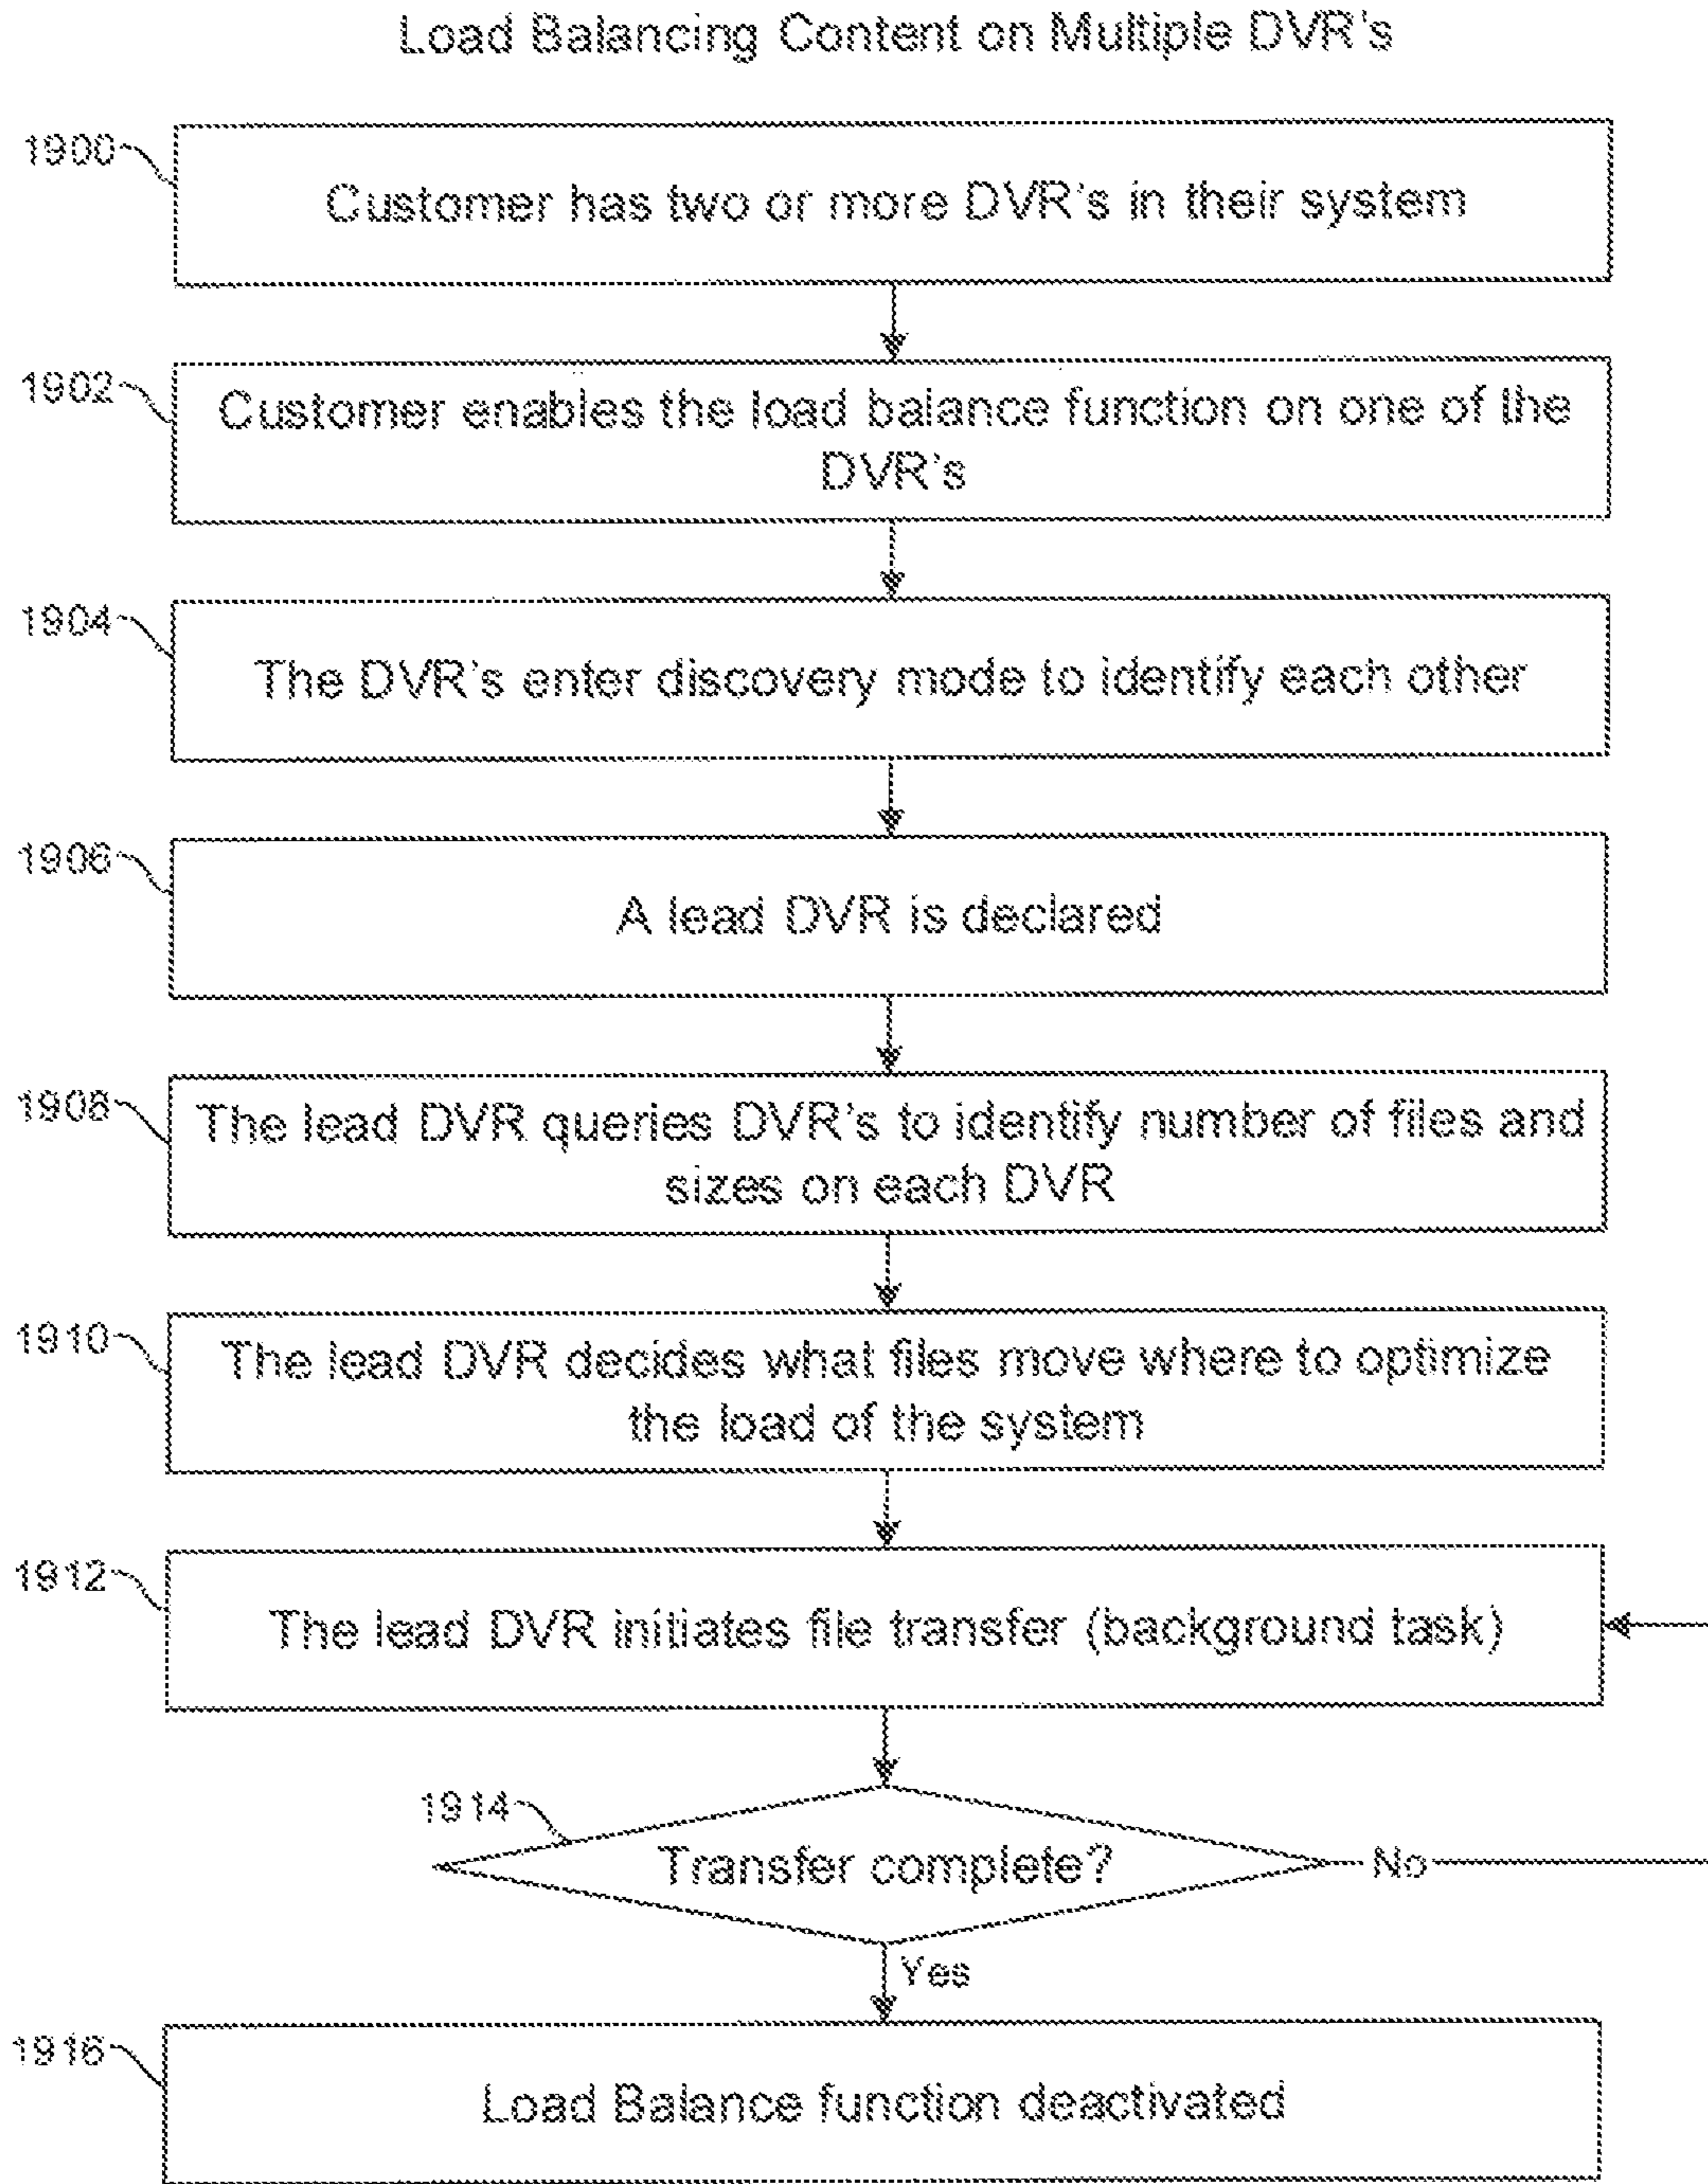 Load Balancing Content on Multiple DVR's
1900
Customer has two or more DVR's in their system
1902
Customer enables the load balance function on one of the
DVR's
1904
The DVR's enter discovery mode to identify each other
1906
A lead DVR is declared
1908
The lead DVR queries DVR's to identify number of files and
sizes on each DVR
1910
The lead DVR decides what files move where to optimize
the load of the system
1912
The lead DVR initiates file transfer (background task)
1914
Transfer complete?
No
Yes
1916
Load Balance function deactivated